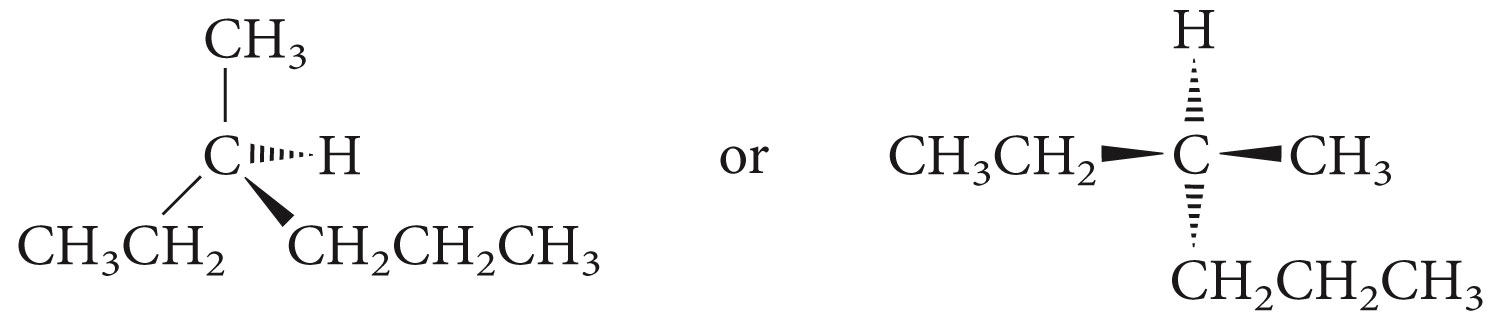 CH₃ H
C H or CH₃CH₂ C CH₃
CH₃CH₂ CH₂CH₂CH₃ CH₂CH₂CH₃